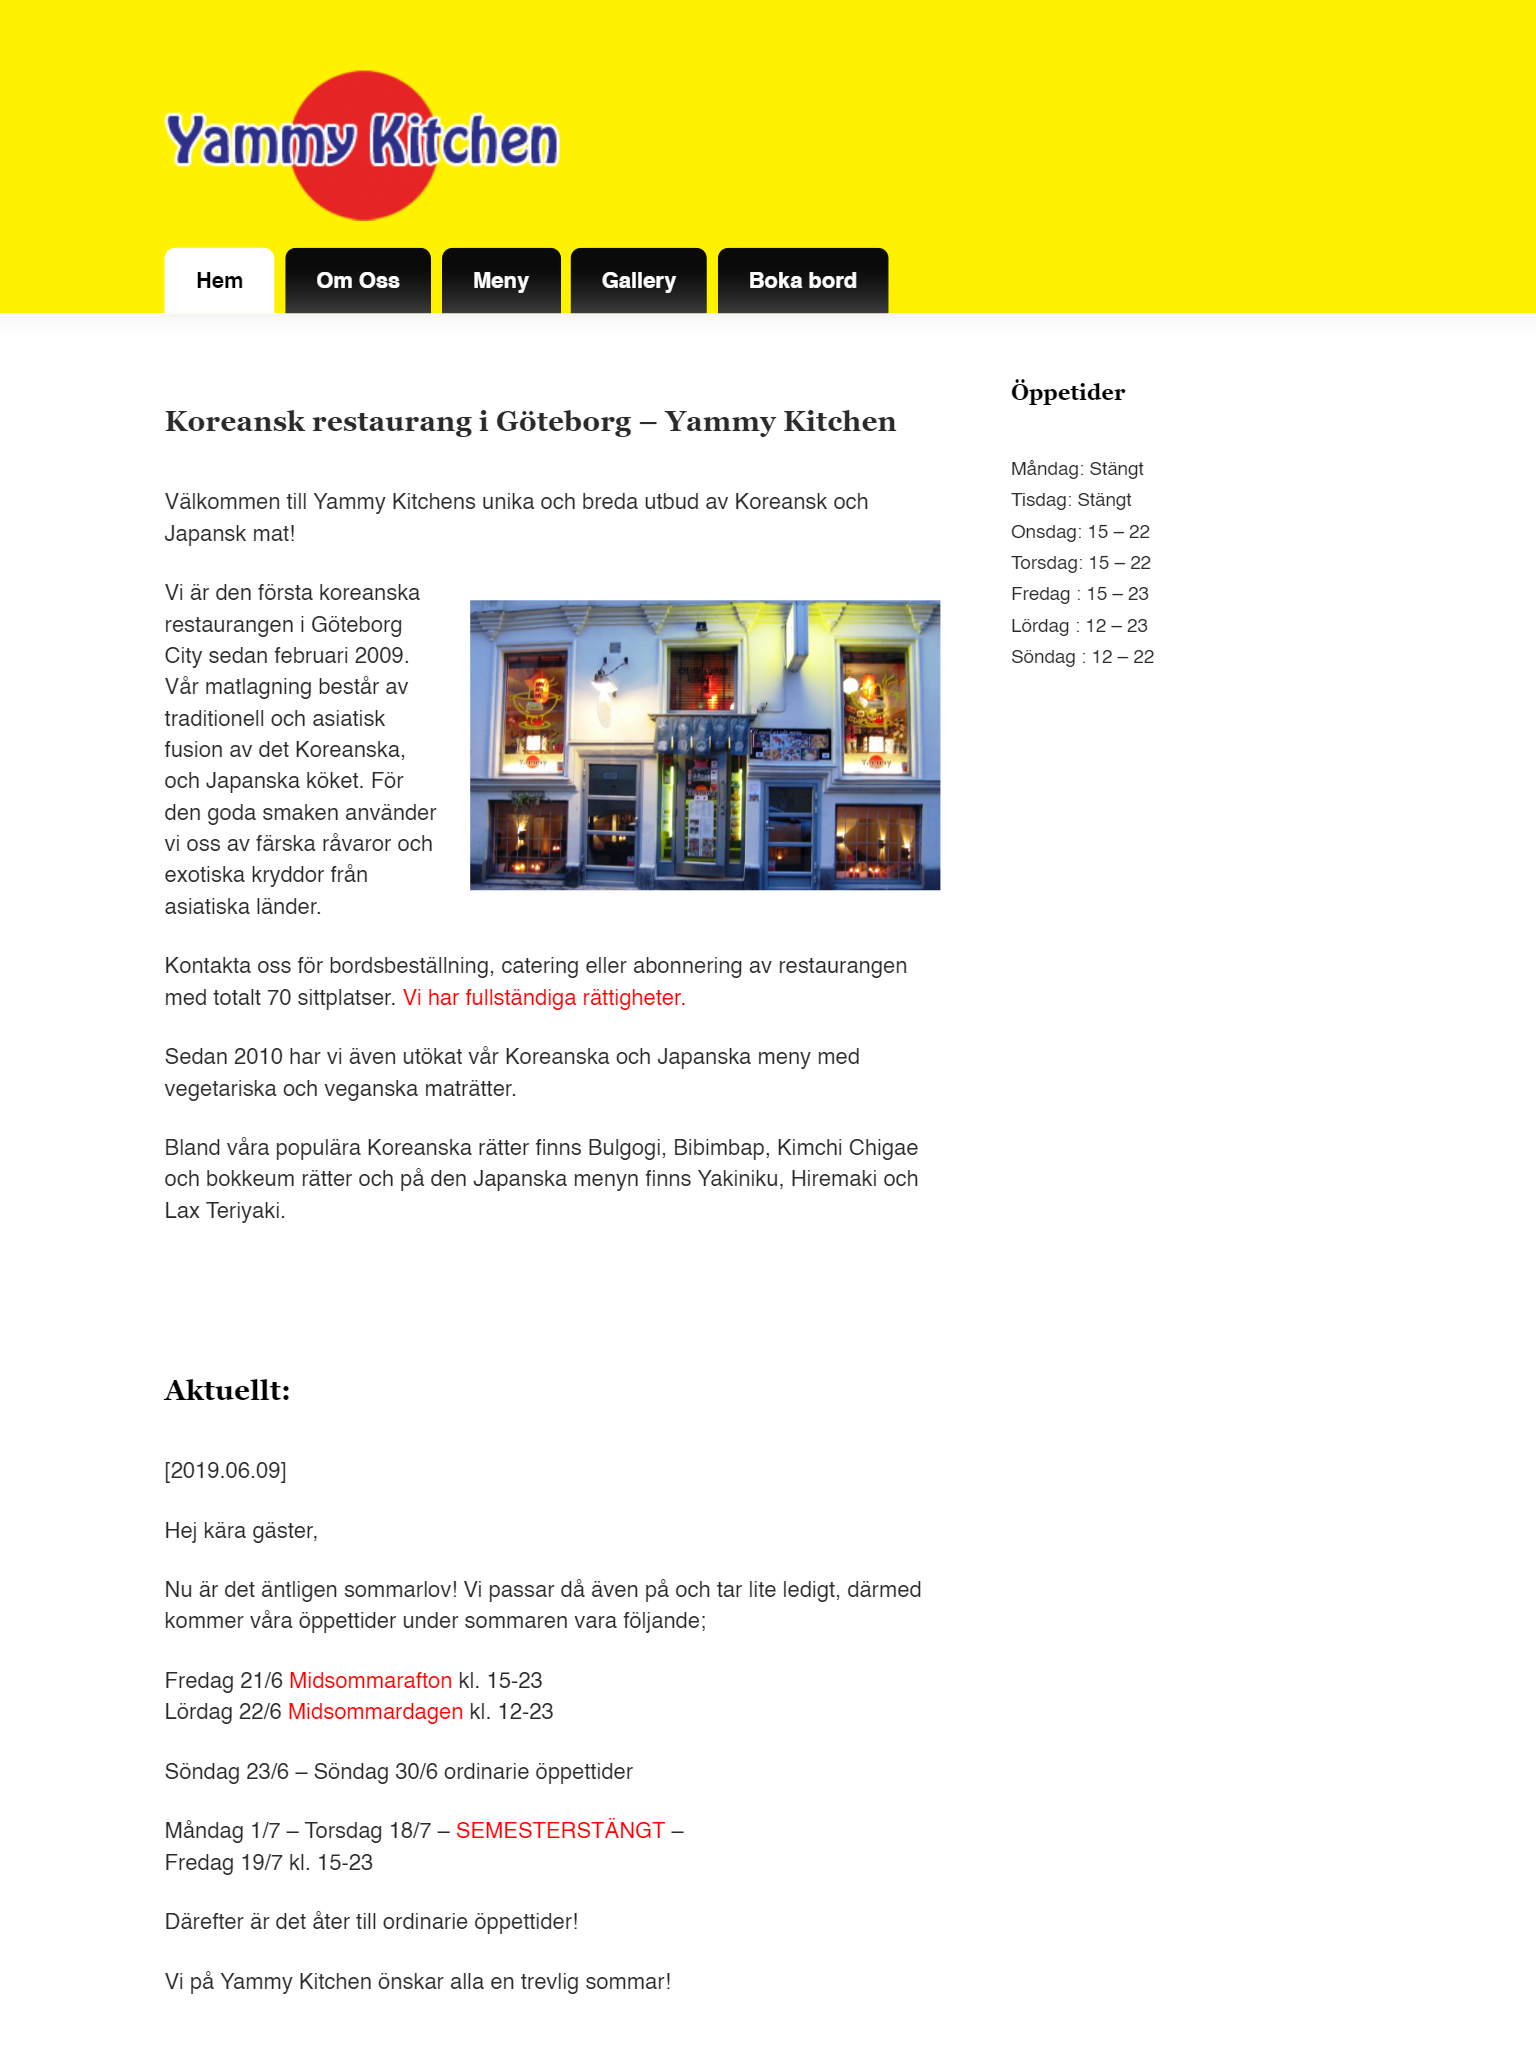 Yammy Kitchen
Hem
Om Oss
Meny
Gallery
Boka bord
Koreansk restaurang i Göteborg – Yammy Kitchen
Välkommen till Yammy Kitchens unika och breda utbud av Koreansk och
Japansk mat!
Vi är den första koreanska
restaurangen i Göteborg
City sedan februari 2009.
Vår matlagning består av
traditionell och asiatisk
fusion av det Koreanska,
och Japanska köket. För
den goda smaken använder
vi oss av färska råvaror och
exotiska kryddor från
asiatiska länder.
Yammy
Yammy
Kontakta oss för bordsbeställning, catering eller abonnering av restaurangen
med totalt 70 sittplatser. Vi har fullständiga rättigheter.
Sedan 2010 har vi även utökat vår Koreanska och Japanska meny med
vegetariska och veganska maträtter.
Bland våra populära Koreanska rätter finns Bulgogi, Bibimbap, Kimchi Chigae
och bokkeum rätter och på den Japanska menyn finns Yakiniku, Hiremaki och
Lax Teriyaki.
Aktuellt:
[2019.06.09]
Hej kära gäster,
Nu är det äntligen sommarlov! Vi passar då även på och tar lite ledigt, därmed
kommer våra öppettider under sommaren vara följande;
Fredag 21/6 Midsommarafton kl. 15-23
Lördag 22/6 Midsommardagen kl. 12-23
Söndag 23/6 – Söndag 30/6 ordinarie öppettider
Måndag 1/7 – Torsdag 18/7 – SEMESTERSTÄNGT –
Fredag 19/7 kl. 15-23
Därefter är det åter till ordinarie öppettider!
Vi på Yammy Kitchen önskar alla en trevlig sommar!
Öppetider
Måndag: Stängt
Tisdag: Stängt
Onsdag: 15 – 22
Torsdag: 15 – 22
Fredag : 15 – 23
Lördag : 12 – 23
Söndag : 12 – 22